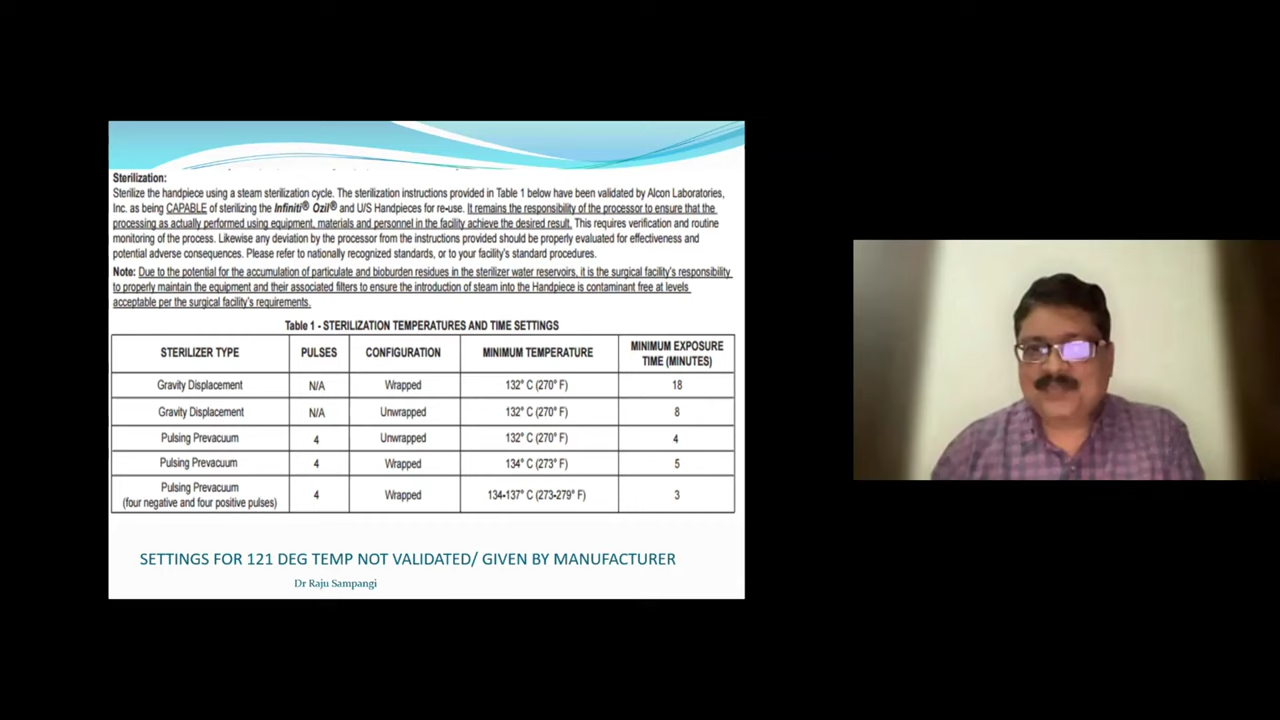 Sterilization:
Sterilize the handpiece using a steam sterilization cycle. The sterilization instructions provided in Table 1 below have been validated by Alcon Laboratories,
Inc. as being CAPABLE of sterilizing the Infiniti® Ozil® and U/S Handpieces for re-use. It remains the responsibility of the processor to ensure that the
processing as actually performed using equipment, materials and personnel in the facility achieve the desired result. This requires verification and routine
monitoring of the process. Likewise any deviation by the processor from the instructions provided should be properly evaluated for effectiveness and
potential adverse consequences. Please refer to nationally recognized standards, or to your facility's standard procedures.
Note: Due to the potential for the accumulation of particulate and bioburden residues in the sterilizer water reservoirs, it is the surgical facility's responsibility
to properly maintain the equipment and their associated filters to ensure the introduction of steam into the Handpiece is contaminant free at levels
acceptable per the surgical facility's requirements.
Table 1 - STERILIZATION TEMPERATURES AND TIME SETTINGS
STERILIZER TYPE PULSES CONFIGURATION MINIMUM TEMPERATURE MINIMUM EXPOSURE
TIME (MINUTES)
Gravity Displacement N/A Wrapped 132° C (270° F) 18
Gravity Displacement N/A Unwrapped 132° C (270° F) 8
Pulsing Prevacuum 4 Unwrapped 132° C (270° F) 4
Pulsing Prevacuum 4 Wrapped 134° C (273° F) 5
Pulsing Prevacuum
(four negative and four positive pulses) 4 Wrapped 134-137° C (273-279° F) 3
SETTINGS FOR 121 DEG TEMP NOT VALIDATED/ GIVEN BY MANUFACTURER
Dr Raju Sampangi